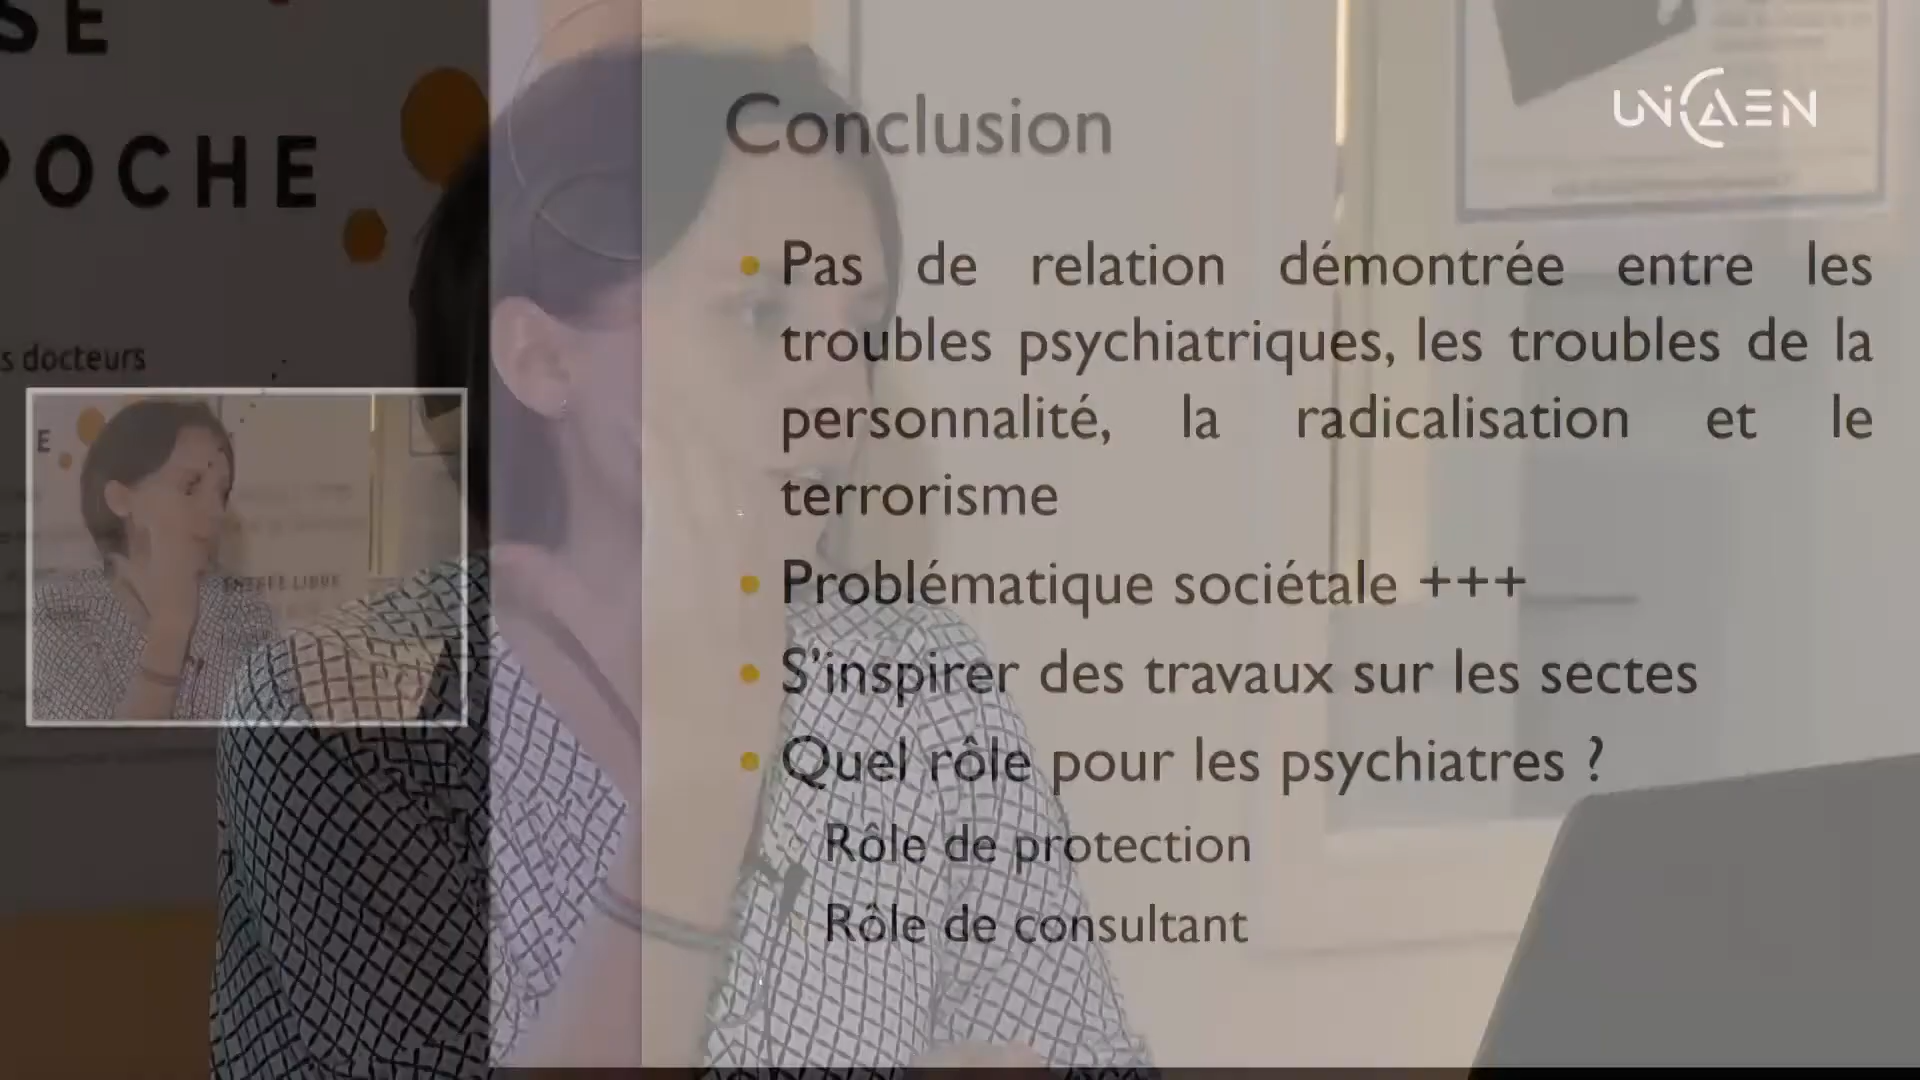 SE
POCHE
s docteurs
E
ENTRÉE LIBRE
UNICAEN
Conclusion
Pas de relation démontrée entre les
troubles psychiatriques, les troubles de la
personnalité, la radicalisation et le
terrorisme
Problématique sociétale +++
S'inspirer des travaux sur les sectes
Quel rôle pour les psychiatres ?
Rôle de protection
Rôle de consultant